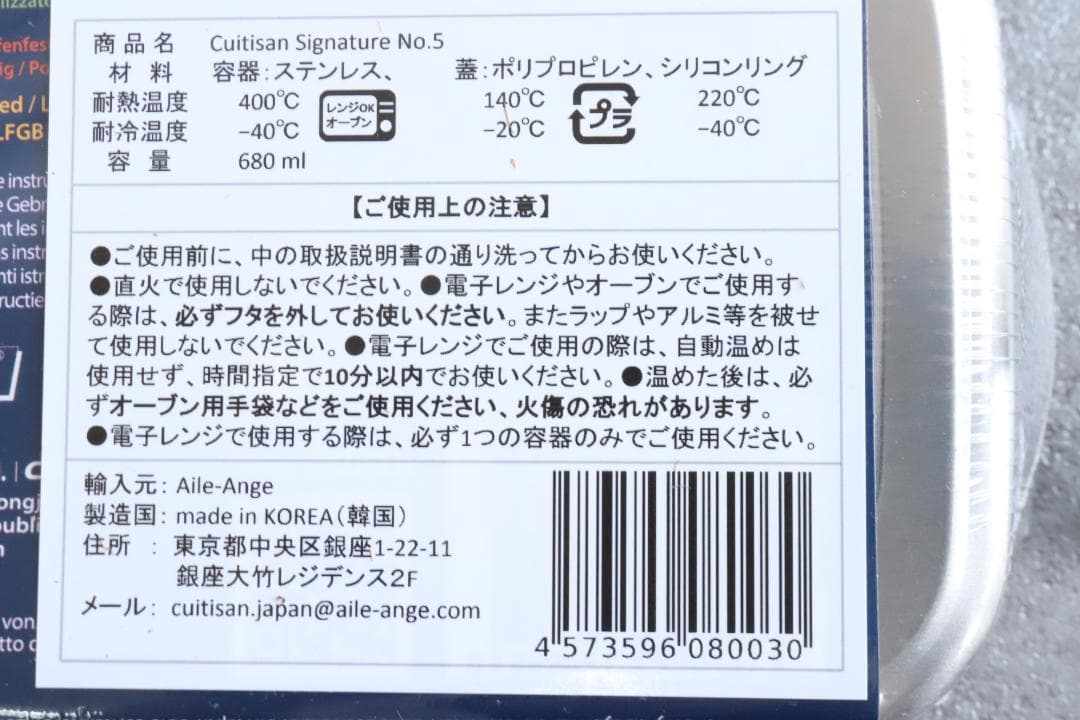 商品名 Cuitisan Signature No.5
材 料 容器：ステンレス、 蓋：ポリプロピレン、シリコンリング
耐熱温度 400℃ レンジOK オーブン 140℃ プラ 220℃
耐冷温度 -40℃ -20℃ -40℃
容 量 680 ml
【ご使用上の注意】
●ご使用前に、中の取扱説明書の通り洗ってからお使いください。
●直火で使用しないでください。●電子レンジやオーブンでご使用す
る際は、必ずフタを外してお使いください。またラップやアルミ等を被せ
て使用しないでください。●電子レンジでご使用の際は、自動温めは
使用せず、時間指定で10分以内でお使いください。●温めた後は、必
ずオーブン用手袋などをご使用ください、火傷の恐れがあります。
●電子レンジで使用する際は、必ず1つの容器のみでご使用ください。
輸入元：Aile-Ange
製造国：made in KOREA（韓国）
住所 ：東京都中央区銀座1-22-11
銀座大竹レジデンス2F
メール：cuitisan.japan@aile-ange.com
4 573596 080030
LFGB